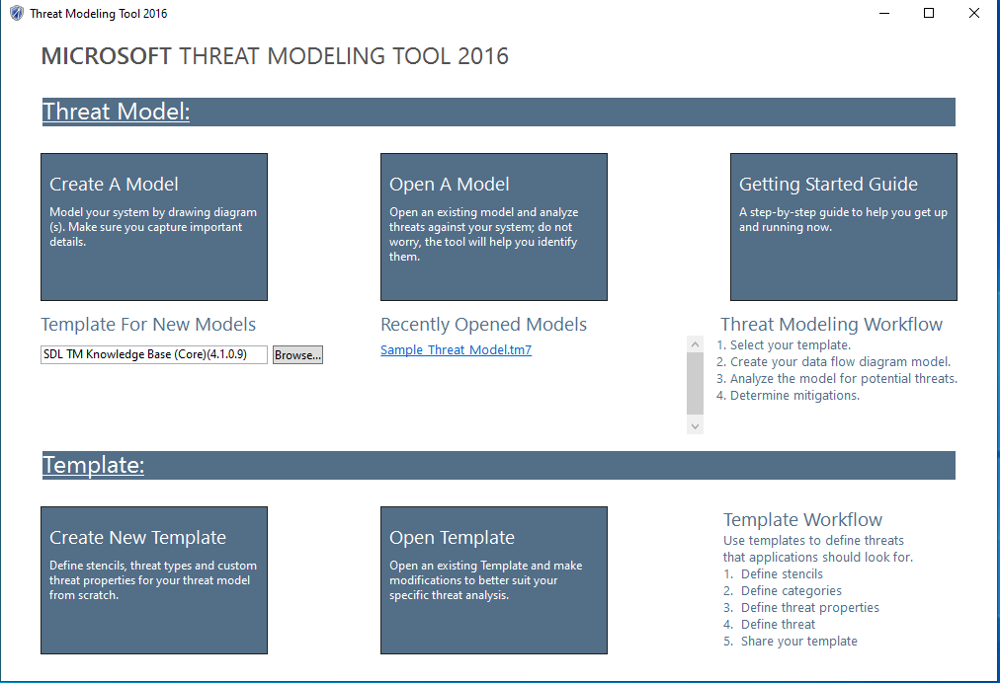 Threat Modeling Tool 2016
MICROSOFT THREAT MODELING TOOL 2016
Threat Model:
Create A Model
Model your system by drawing diagram
(s). Make sure you capture important
details.
Open A Model
Open an existing model and analyze
threats against your system; do not
worry, the tool will help you identify
them.
Getting Started Guide
A step-by-step guide to help you get up
and running now.
Template For New Models
SDL TM Knowledge Base (Core)(4.1.0.9)
Browse...
Recently Opened Models
Sample Threat Model.tm7
Threat Modeling Workflow
1. Select your template.
2. Create your data flow diagram model.
3. Analyze the model for potential threats.
4. Determine mitigations.
Template:
Create New Template
Define stencils, threat types and custom
threat properties for your threat model
from scratch.
Open Template
Open an existing Template and make
modifications to better suit your
specific threat analysis.
Template Workflow
Use templates to define threats
that applications should look for.
1. Define stencils
2. Define categories
3. Define threat properties
4. Define threat
5. Share your template